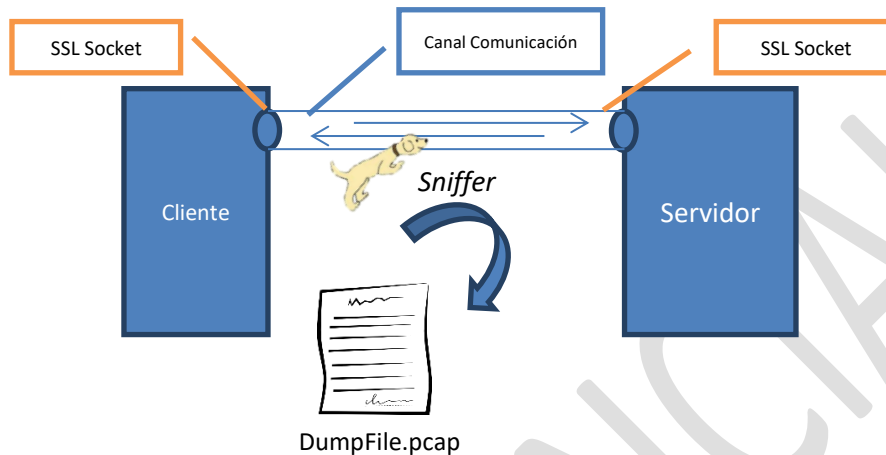 SSL Socket
Canal Comunicación
SSL Socket
Sniffer
Cliente
Servidor
DumpFile.pcap